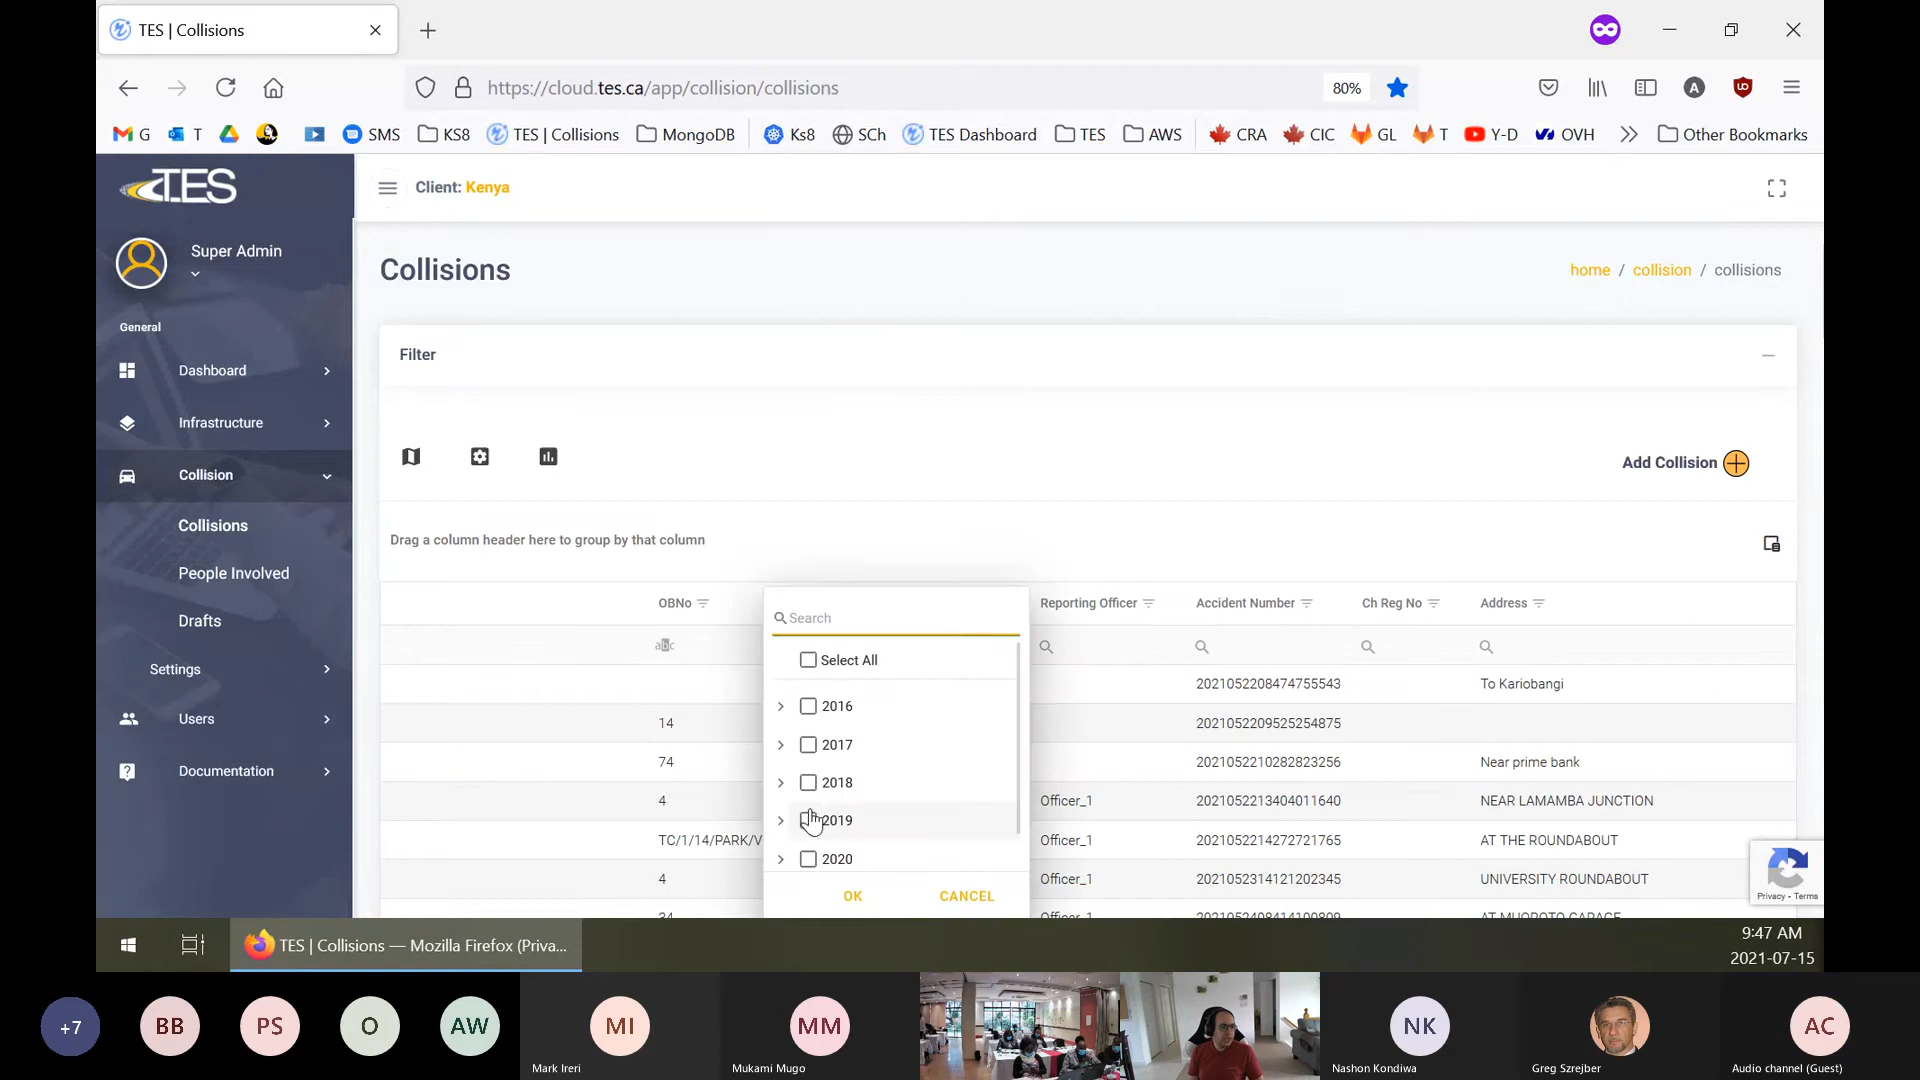 TES | Collisions
https://cloud.tes.ca/app/collision/collisions
80%
G T SMS KS8 TES | Collisions MongoDB Ks8 SCh TES Dashboard TES AWS CRA CIC GL T Y-D OVH Other Bookmarks
TES
Client: Kenya
Super Admin
Collisions
home / collision / collisions
General
Filter
Dashboard
Infrastructure
Collision
Add Collision
Collisions
Drag a column header here to group by that column
People Involved
Drafts
Settings
Users
Documentation
OBNo Reporting Officer Accident Number Ch Reg No Address
Search
Select All
2016
2017
2018
2019
2020
OK CANCEL
2021052208474755543 To Kariobangi
14 2021052209525254875
74 2021052210282823256 Near prime bank
4 Officer_1 2021052213404011640 NEAR LAMAMBA JUNCTION
TC/1/14/PARK/V Officer_1 2021052214272721765 AT THE ROUNDABOUT
4 Officer_1 2021052314121202345 UNIVERSITY ROUNDABOUT
Privacy - Terms
TES | Collisions — Mozilla Firefox (Priva...
9:47 AM
2021-07-15
+7 BB PS O AW MI MM NK AC
Mark Ireri Mukami Mugo Nashon Kondiwa Greg Szrejber Audio channel (Guest)